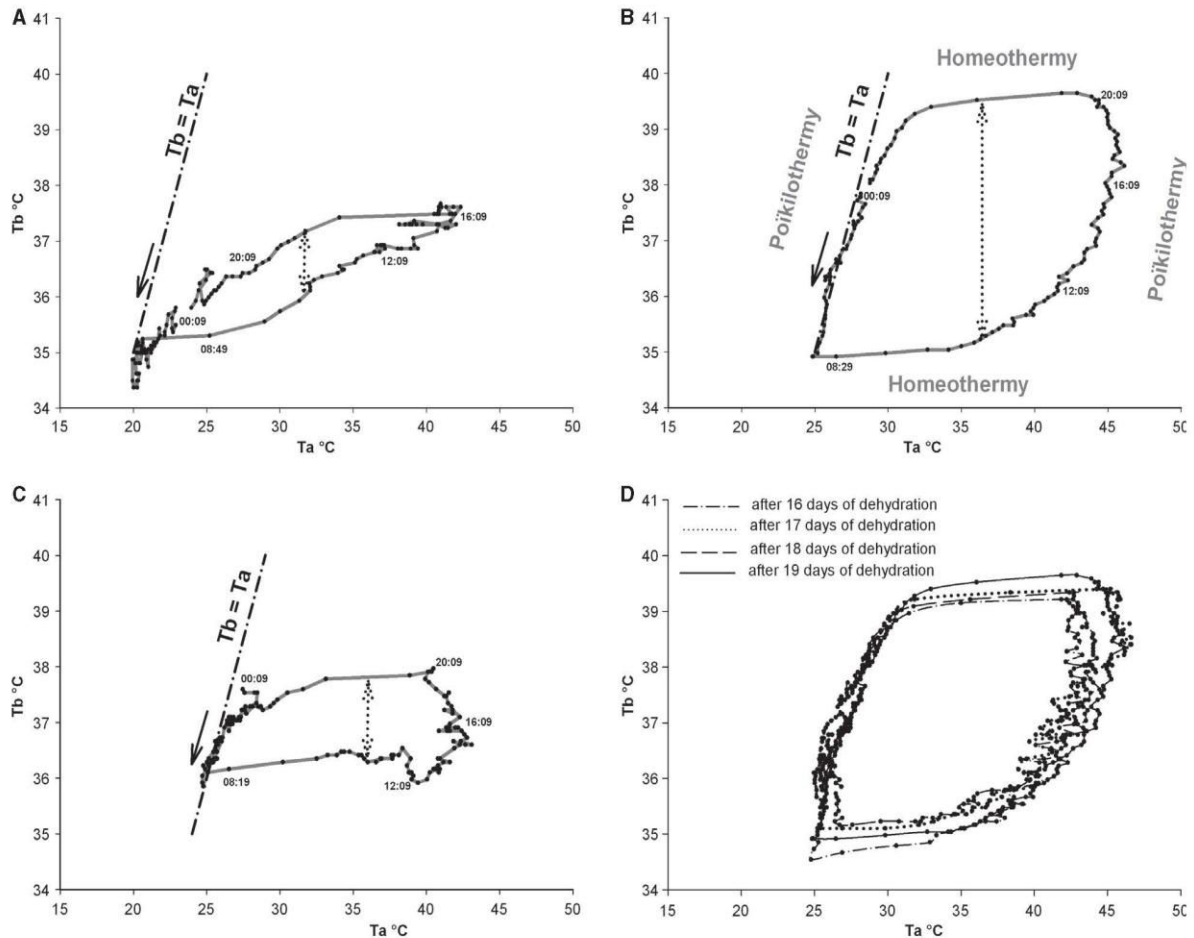 A
41
40
39
38
37
36
35
34
Tb °C
Tb = Ta
20:09
00:09
08:49
16:09
12:09
15 20 25 30 35 40 45 50
Ta °C
B
41
40
39
38
37
36
35
34
Tb °C
Homeothermy
Tb = Ta
Poïkilothermy
20:09
16:09
00:09
Poïkilothermy
12:09
08:29
Homeothermy
15 20 25 30 35 40 45 50
Ta °C
C
41
40
39
38
37
36
35
34
Tb °C
Tb = Ta
00:09
20:09
16:09
08:19
12:09
15 20 25 30 35 40 45 50
Ta °C
D
41
40
39
38
37
36
35
34
Tb °C
after 16 days of dehydration
after 17 days of dehydration
after 18 days of dehydration
after 19 days of dehydration
15 20 25 30 35 40 45 50
Ta °C